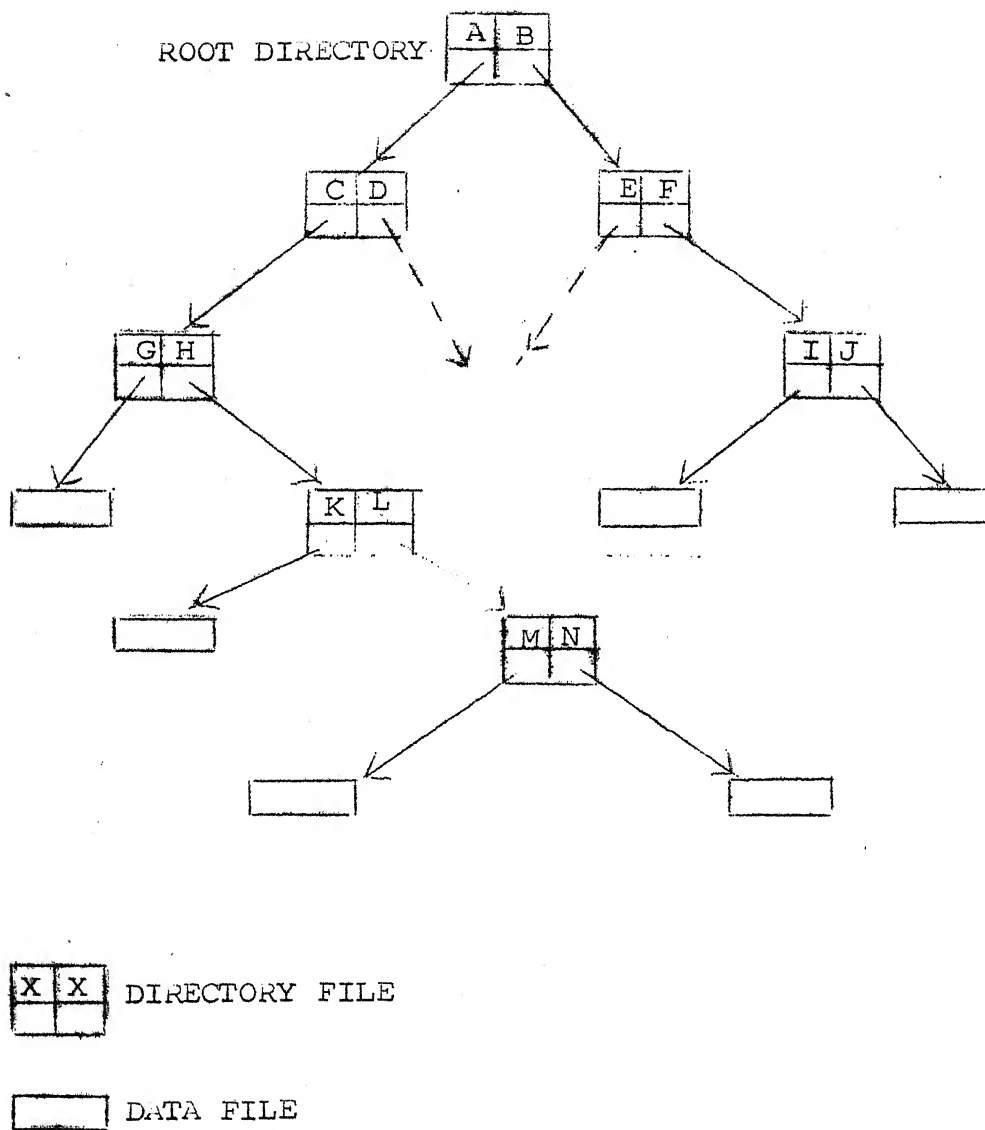 A B
ROOT DIRECTORY
C D
E F
G H
I J
K L
M N
X X DIRECTORY FILE
DATA FILE